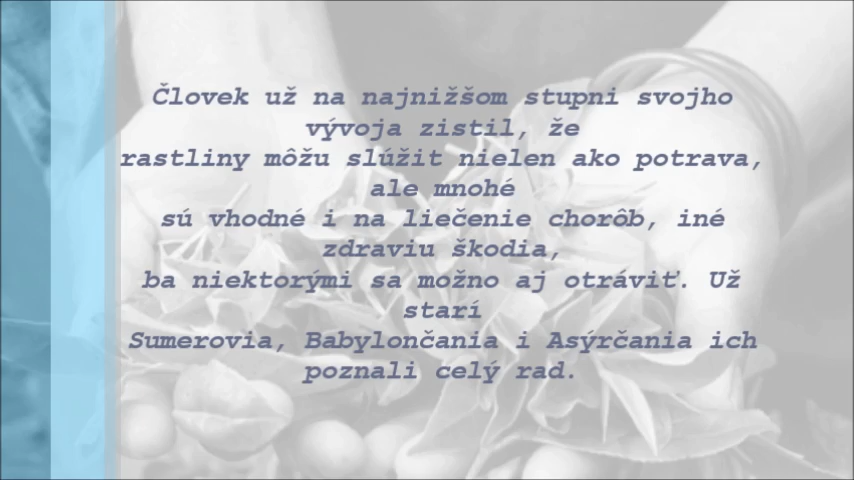 Človek už na najnižšom stupni svojho
vývoja zistil, že
rastliny môžu slúžit nielen ako potrava,
ale mnohé
sú vhodné i na liečenie chorôb, iné
zdraviu škodia,
ba niektorými sa možno aj otráviť. Už
starí
Sumerovia, Babylončania i Asýrčania ich
poznali celý rad.